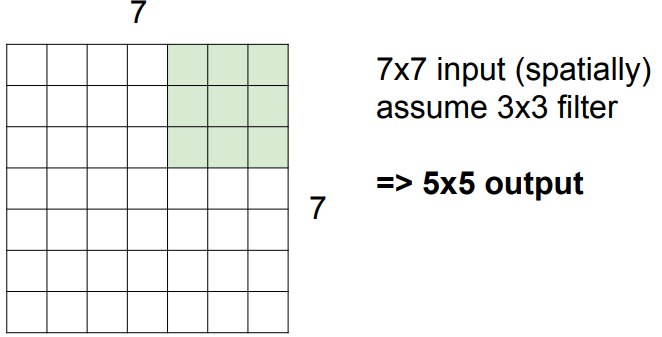 7
7x7 input (spatially)
assume 3x3 filter
=> 5x5 output
7